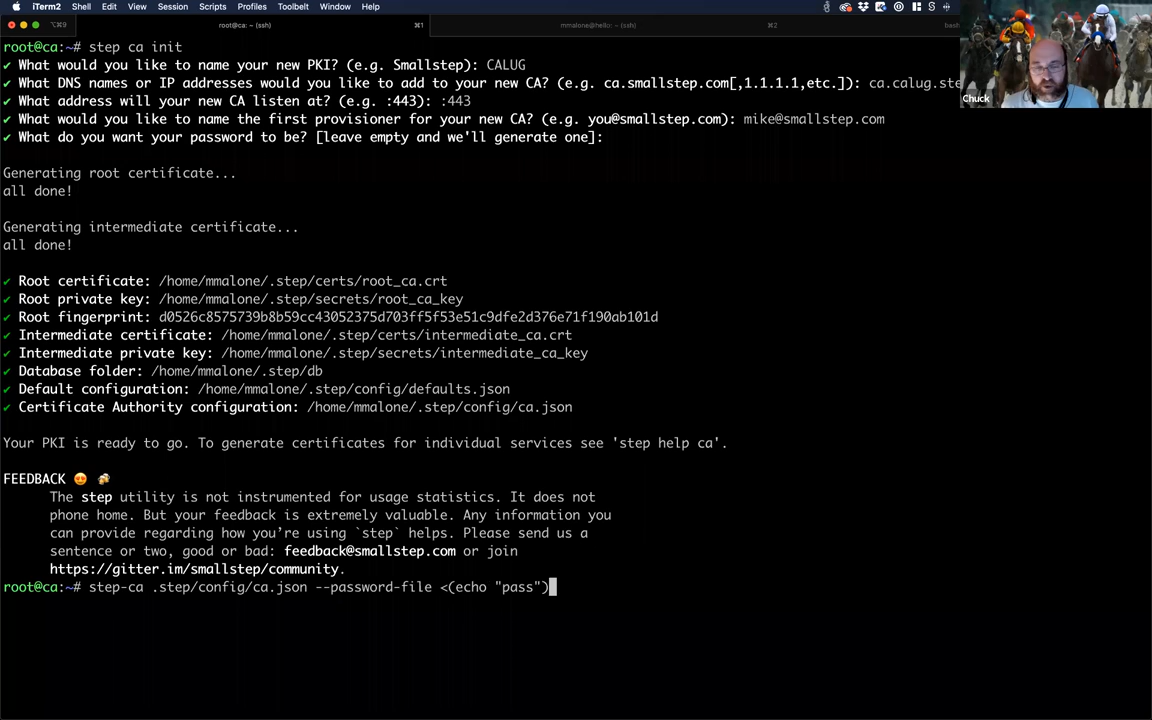 iTerm2 Shell Edit View Session Scripts Profiles Toolbelt Window Help
⌥⌘9 root@ca: ~ (ssh) ⌘1 mmalone@hello: ~ (ssh) ⌘2 bash
root@ca:~# step ca init
✔ What would you like to name your new PKI? (e.g. Smallstep): CALUG
✔ What DNS names or IP addresses would you like to add to your new CA? (e.g. ca.smallstep.com[,1.1.1.1,etc.]): ca.calug.ste
✔ What address will your new CA listen at? (e.g. :443): :443
✔ What would you like to name the first provisioner for your new CA? (e.g. you@smallstep.com): mike@smallstep.com
✔ What do you want your password to be? [leave empty and we'll generate one]:
Generating root certificate...
all done!
Generating intermediate certificate...
all done!
✔ Root certificate: /home/mmalone/.step/certs/root_ca.crt
✔ Root private key: /home/mmalone/.step/secrets/root_ca_key
✔ Root fingerprint: d0526c8575739b8b59cc43052375d703ff5f53e51c9dfe2d376e71f190ab101d
✔ Intermediate certificate: /home/mmalone/.step/certs/intermediate_ca.crt
✔ Intermediate private key: /home/mmalone/.step/secrets/intermediate_ca_key
✔ Database folder: /home/mmalone/.step/db
✔ Default configuration: /home/mmalone/.step/config/defaults.json
✔ Certificate Authority configuration: /home/mmalone/.step/config/ca.json
Your PKI is ready to go. To generate certificates for individual services see 'step help ca'.
FEEDBACK 😍 🍻
The step utility is not instrumented for usage statistics. It does not
phone home. But your feedback is extremely valuable. Any information you
can provide regarding how you’re using `step` helps. Please send us a
sentence or two, good or bad: feedback@smallstep.com or join
https://gitter.im/smallstep/community.
root@ca:~# step-ca .step/config/ca.json --password-file <(echo "pass")
Chuck